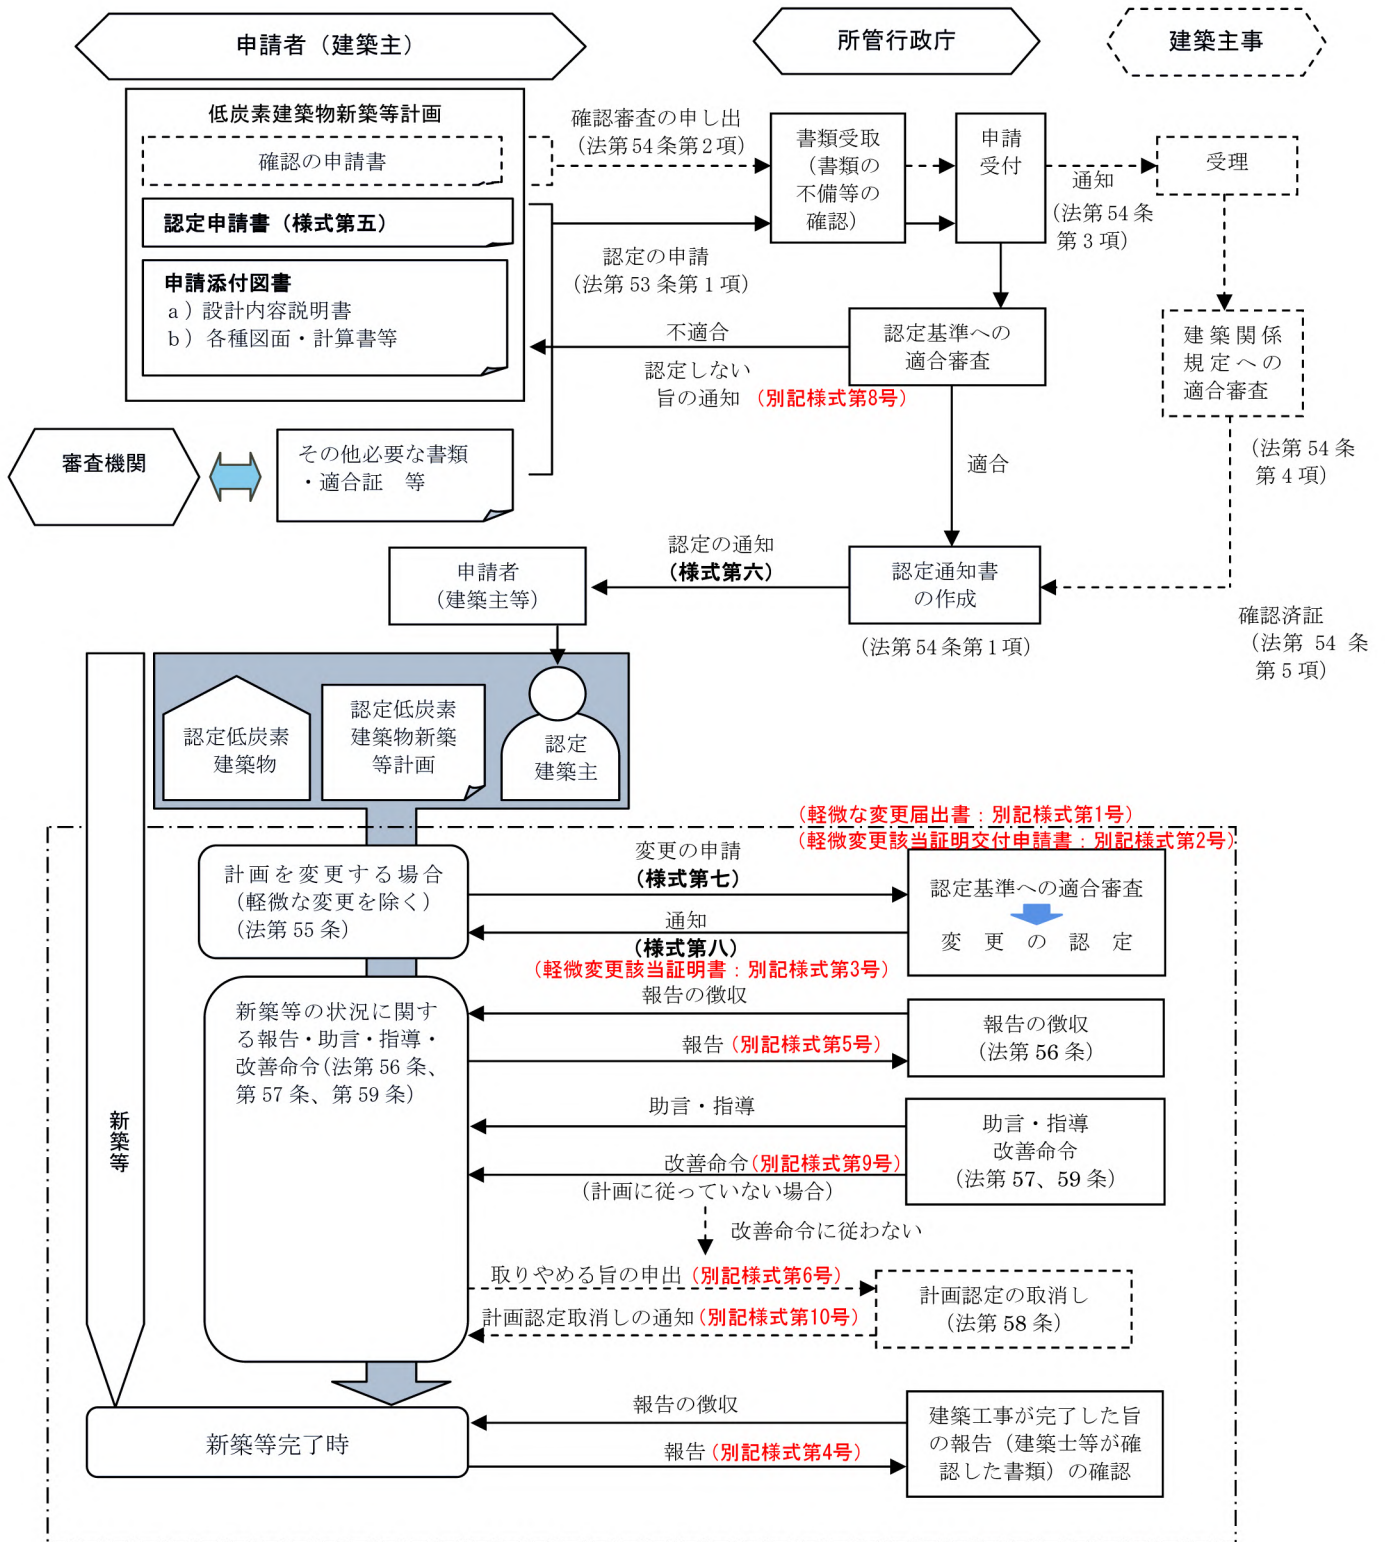 申請者（建築主）
所管行政庁
建築主事
低炭素建築物新築等計画
確認の申請書
認定申請書（様式第五）
申請添付図書
a）設計内容説明書
b）各種図面・計算書等
確認審査の申し出
（法第54条第2項）
書類受取
（書類の
不備等の
確認）
申請
受付
通知
（法第54条
第3項）
受理
認定の申請
（法第53条第1項）
不適合
認定しない
旨の通知（別記様式第8号）
認定基準への
適合審査
建築関係
規定への
適合審査
審査機関
その他必要な書類
・適合証　等
適合
（法第54条
第4項）
申請者
（建築主等）
認定の通知
（様式第六）
認定通知書
の作成
（法第54条第1項）
確認済証
（法第 54 条
第5項）
認定低炭素
建築物
認定低炭素
建築物新築
等計画
認定
建築主
（軽微な変更届出書：別記様式第1号）
（軽微変更該当証明交付申請書：別記様式第2号）
計画を変更する場合
（軽微な変更を除く）
（法第55条）
変更の申請
（様式第七）
通知
（様式第八）
（軽微変更該当証明書：別記様式第3号）
認定基準への適合審査
変　更　の　認　定
新築等の状況に関す
る報告・助言・指導・
改善命令（法第56条、
第57条、第59条）
報告の徴収
報告（別記様式第5号）
報告の徴収
（法第56条）
新築等
助言・指導
改善命令（別記様式第9号）
（計画に従っていない場合）
助言・指導
改善命令
（法第57、59条）
改善命令に従わない
取りやめる旨の申出（別記様式第6号）
計画認定取消しの通知（別記様式第10号）
計画認定の取消し
（法第58条）
新築等完了時
報告の徴収
報告（別記様式第4号）
建築工事が完了した旨
の報告（建築士等が確
認した書類）の確認